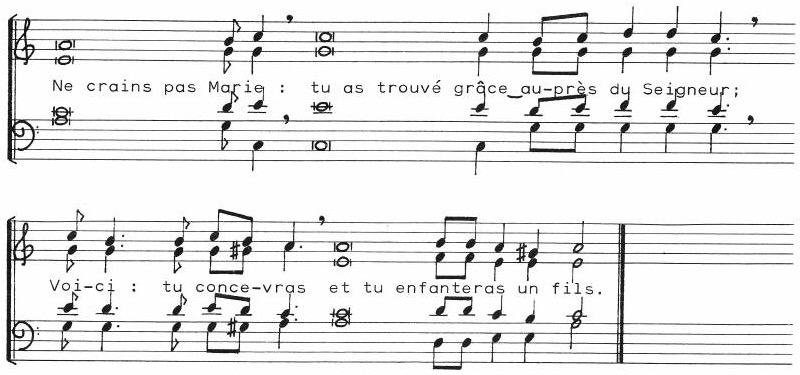 Ne crains pas Marie : tu as trouvé grâce au-près du Seigneur;
Voi-ci : tu conce-vras et tu enfanteras un fils.